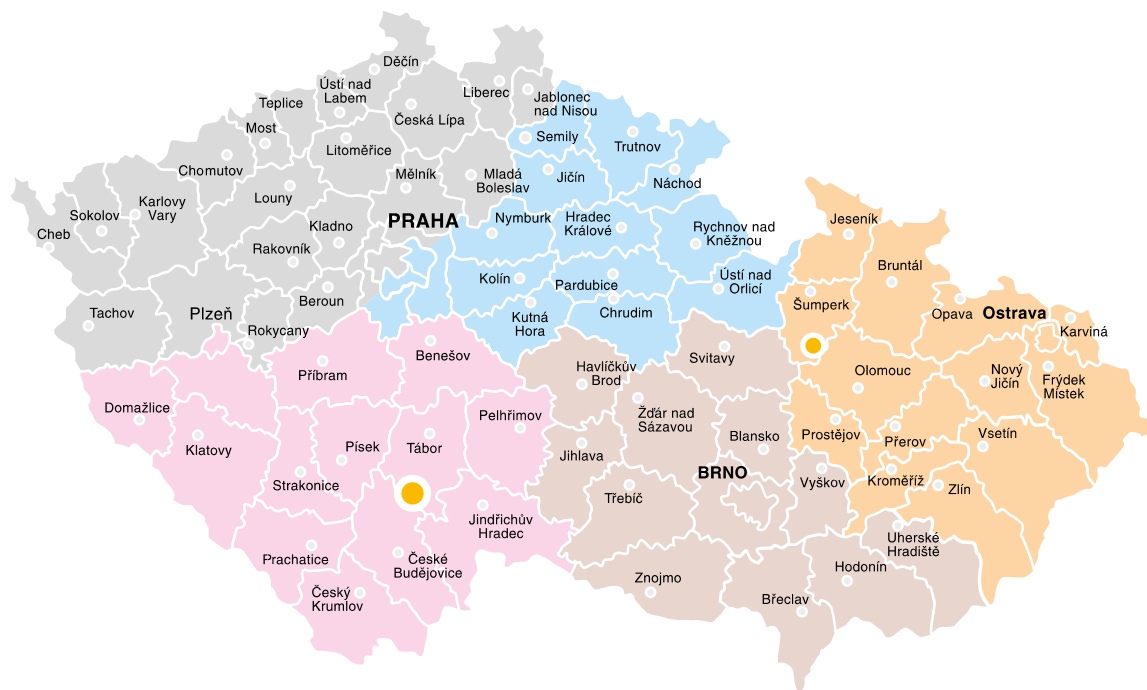 Děčín
Ústí nad
Labem
Liberec
Teplice
Jablonec
nad Nisou
Česká Lípa
Most
Semily
Litoměřice
Trutnov
Chomutov
Mělník
Mladá
Boleslav
Jičín
Náchod
Louny
Karlovy
Vary
Sokolov
Cheb
Kladno
PRAHA
Nymburk
Hradec
Králové
Rychnov nad
Kněžnou
Jeseník
Rakovník
Bruntál
Kolín
Pardubice
Ústí nad
Orlicí
Beroun
Šumperk
Tachov
Plzeň
Rokycany
Kutná
Hora
Chrudim
Opava
Ostrava
Karviná
Benešov
Svitavy
Příbram
Havlíčkův
Brod
Olomouc
Nový
Jičín
Frýdek
Místek
Domažlice
Pelhřimov
Žďár nad
Sázavou
Klatovy
Písek
Tábor
Blansko
Prostějov
Přerov
Vsetín
Jihlava
Strakonice
BRNO
Vyškov
Kroměříž
Zlín
Třebíč
Jindřichův
Hradec
Uherské
Hradiště
Prachatice
České
Budějovice
Hodonín
Znojmo
Český
Krumlov
Břeclav